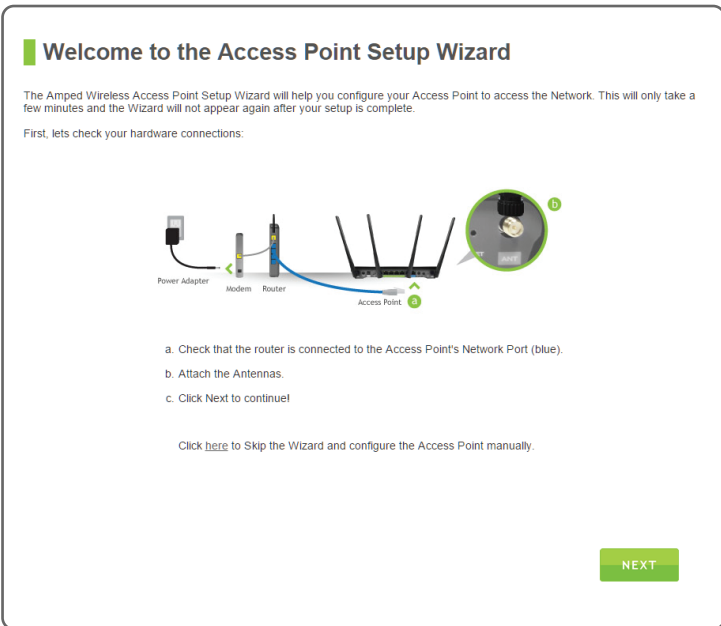 Welcome to the Access Point Setup Wizard
The Amped Wireless Access Point Setup Wizard will help you configure your Access Point to access the Network. This will only take a
few minutes and the Wizard will not appear again after your setup is complete.
First, lets check your hardware connections:
b
ANT
Power Adapter
Modem
Router
Access Point
a
a. Check that the router is connected to the Access Point's Network Port (blue).
b. Attach the Antennas.
c. Click Next to continue!
Click here to Skip the Wizard and configure the Access Point manually.
NEXT